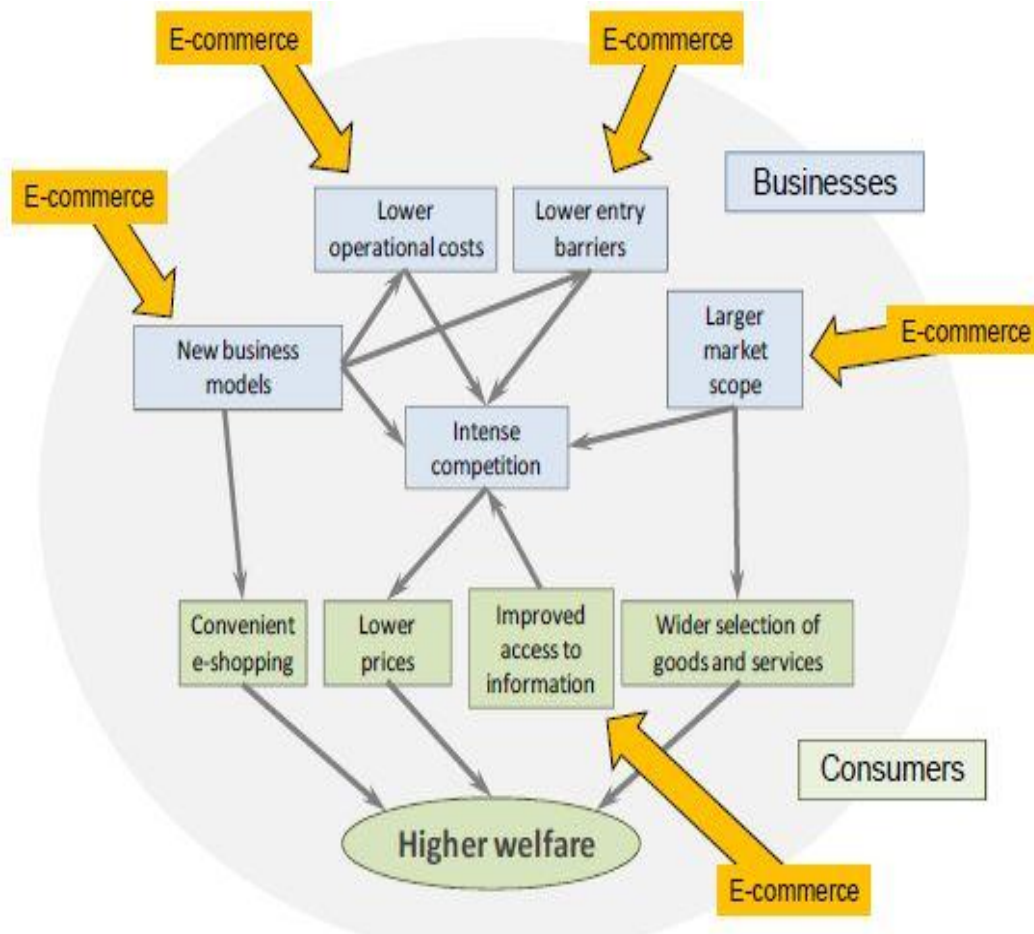 E-commerce
E-commerce
E-commerce
Businesses
Lower
operational costs
Lower entry
barriers
Larger
market
scope
E-commerce
New business
models
Intense
competition
Convenient
e-shopping
Lower
prices
Improved
access to
information
Wider selection of
goods and services
Consumers
Higher welfare
E-commerce